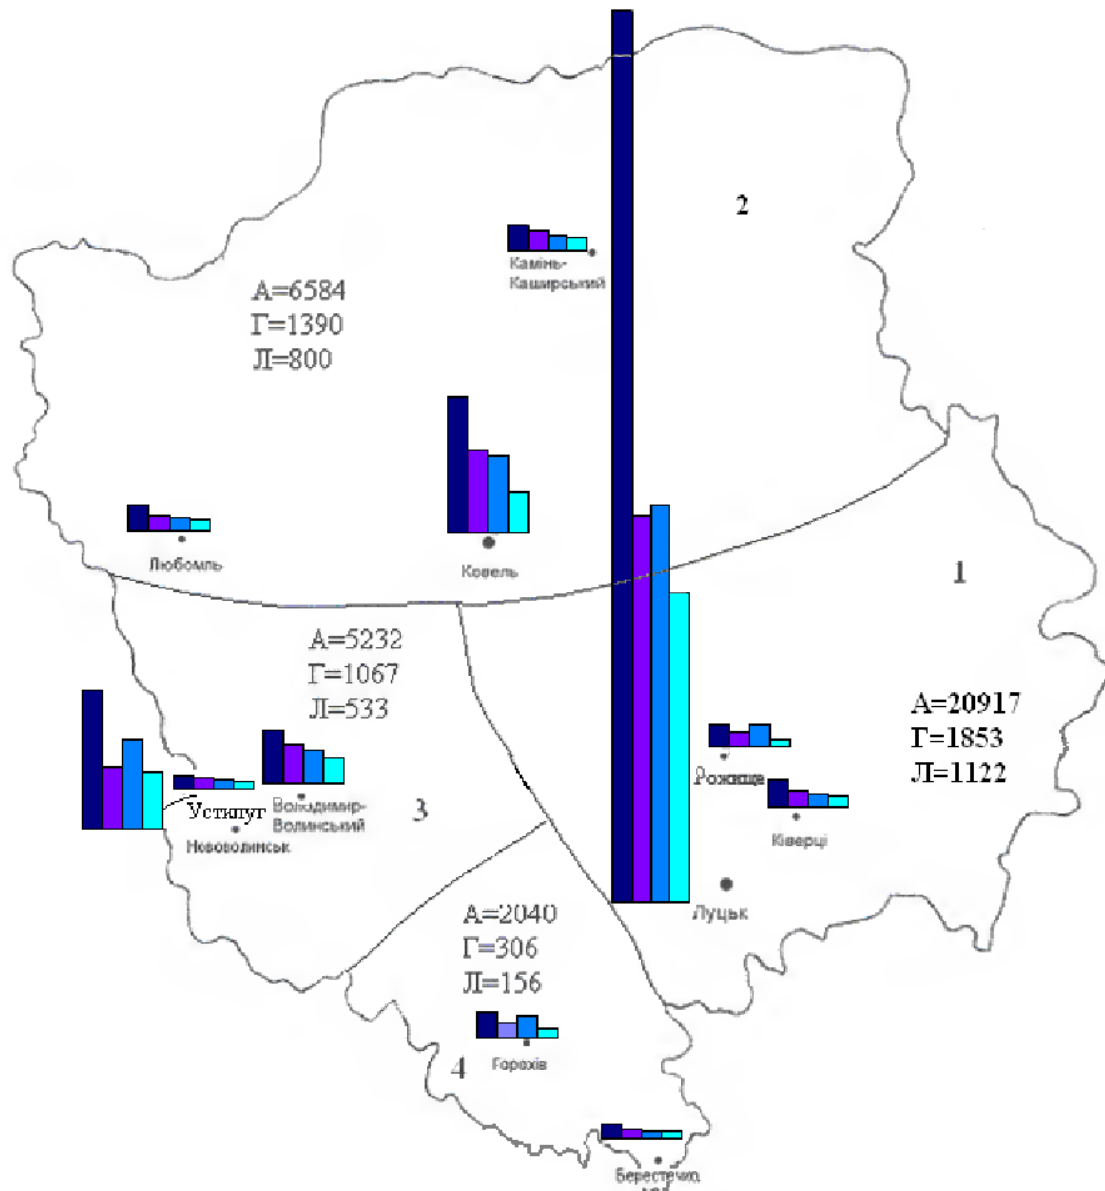 2
Камінь-
Каширський
А=6584
Г=1390
Л=800
Любомль
Ковель
1
А=5232
Г=1067
Л=533
А=20917
Г=1853
Л=1122
Рожище
Устилуг
Володимир-
Волинський
3
Нововолинськ
Ківерці
Луцьк
А=2040
Г=306
Л=156
4
Горохів
Берестечко